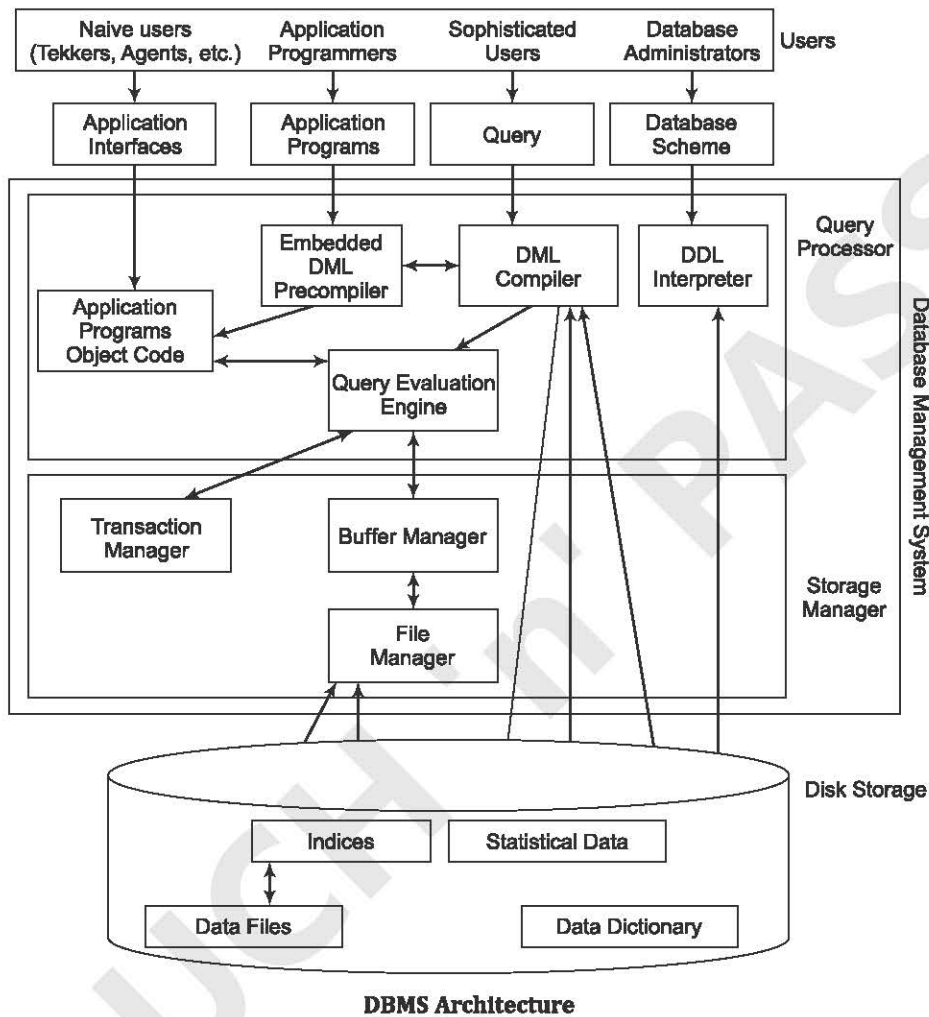 Naive users
(Tekkers, Agents, etc.)
Application
Programmers
Sophisticated
Users
Database
Administrators
Users
Application
Interfaces
Application
Programs
Query
Database
Scheme
Query
Processor
Embedded
DML
Precompiler
DML
Compiler
DDL
Interpreter
Application
Programs
Object Code
Query Evaluation
Engine
Database Management System
Transaction
Manager
Buffer Manager
Storage
Manager
File
Manager
Disk Storage
Indices
Statistical Data
Data Files
Data Dictionary
DBMS Architecture
UCH 'n' PASS